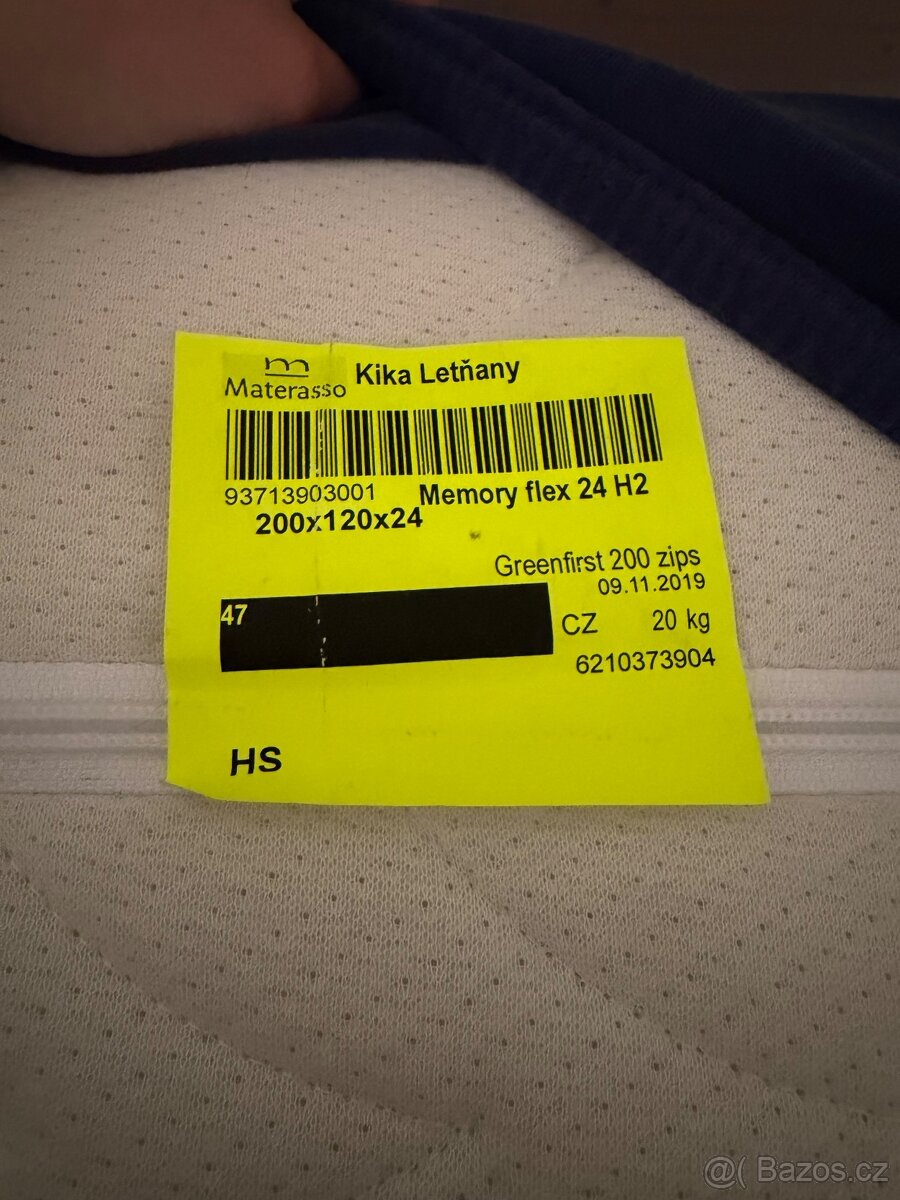 Materasso Kika Letňany
93713903001 Memory flex 24 H2
200x120x24
Greenfirst 200 zips
09.11.2019
47
CZ 20 kg
6210373904
HS
@( Bazos.cz